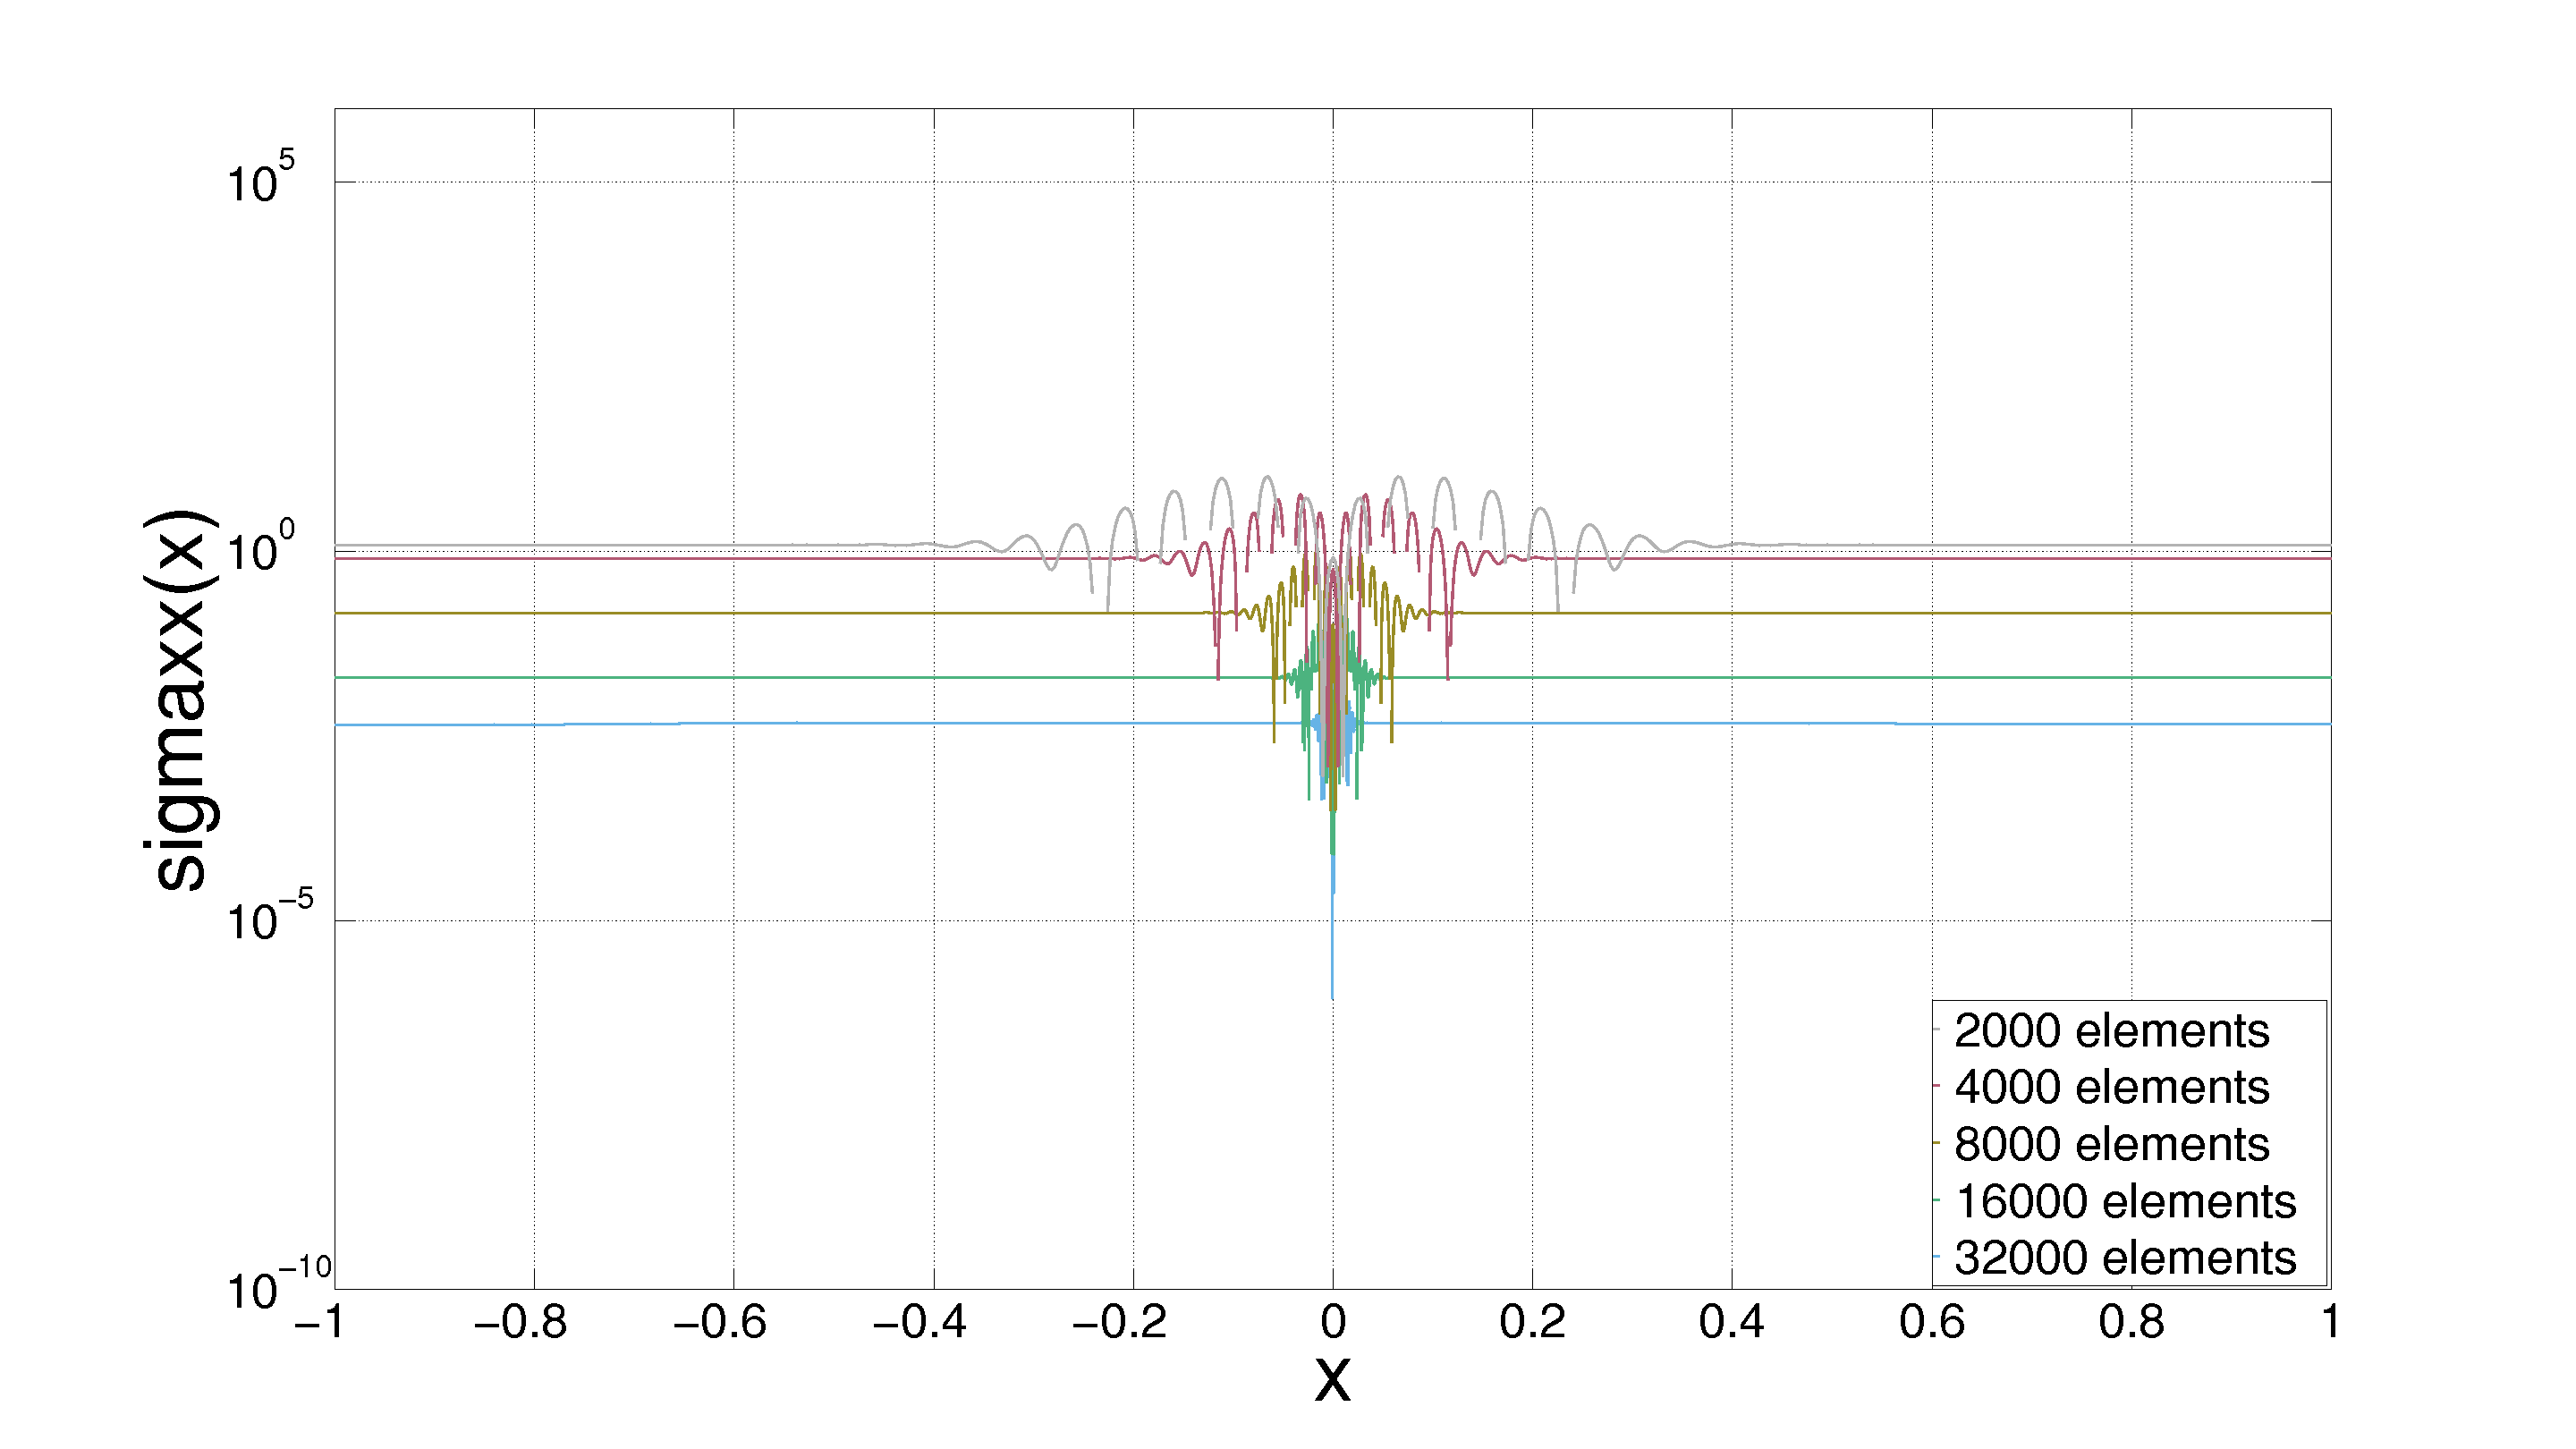 10^5
10^0
10^−5
10^−10
sigmaxx(x)
−1 −0.8 −0.6 −0.4 −0.2 0 0.2 0.4 0.6 0.8 1
x
2000 elements
4000 elements
8000 elements
16000 elements
32000 elements